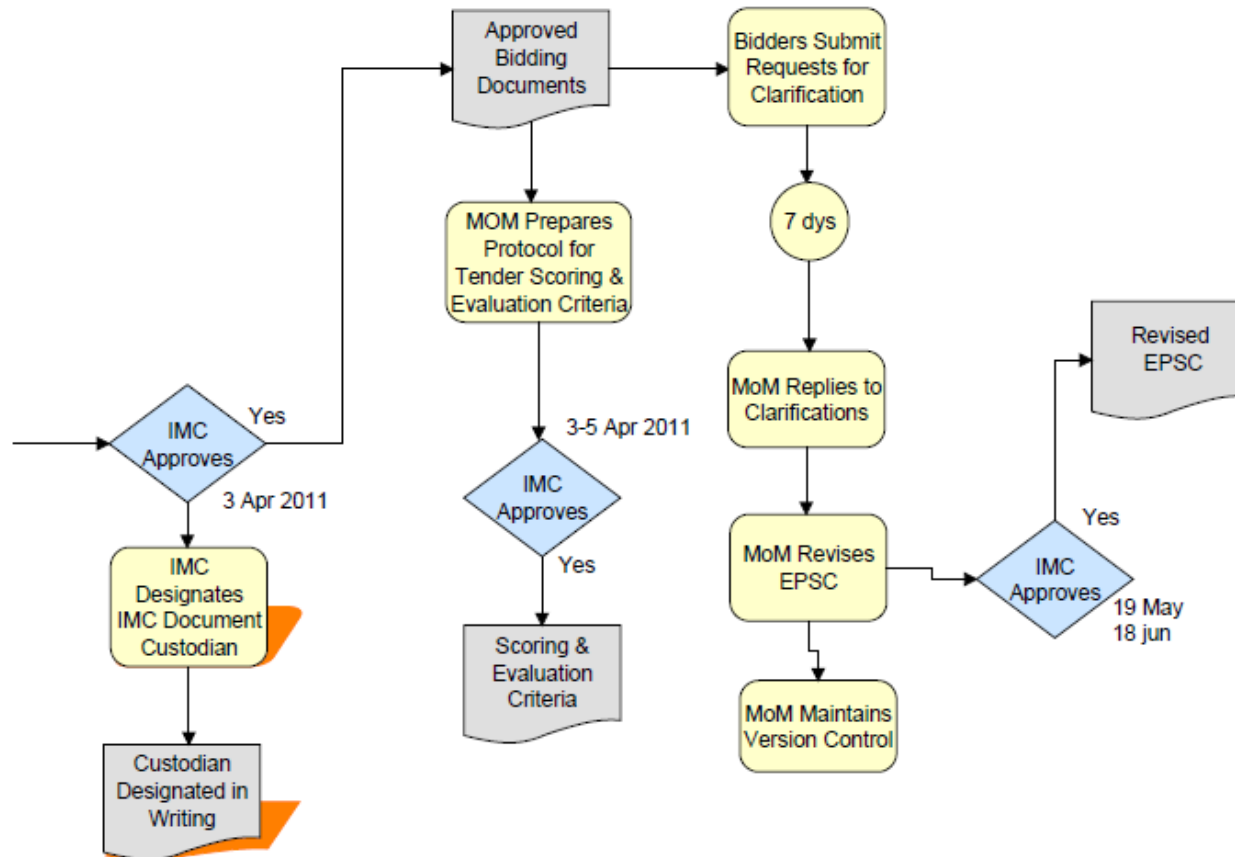 Approved
Bidding
Documents
Bidders Submit
Requests for
Clarification
MOM Prepares
Protocol for
Tender Scoring &
Evaluation Criteria
7 dys
Revised
EPSC
MoM Replies to
Clarifications
IMC
Approves
Yes
3 Apr 2011
3-5 Apr 2011
IMC
Approves
Yes
MoM Revises
EPSC
IMC
Approves
Yes
19 May
18 jun
IMC
Designates
IMC Document
Custodian
Scoring &
Evaluation
Criteria
MoM Maintains
Version Control
Custodian
Designated in
Writing